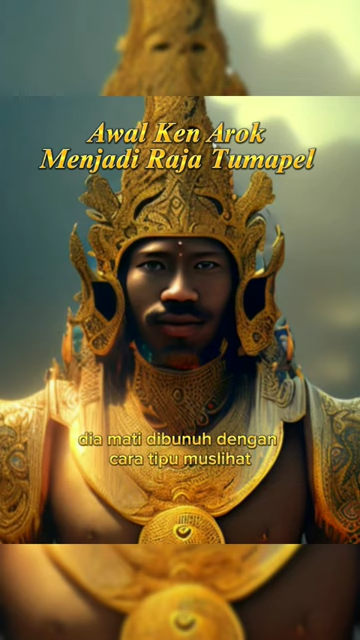 Awal Ken Arok
Menjadi Raja Tumapel
dia mati dibunuh dengan
cara tipu muslihat